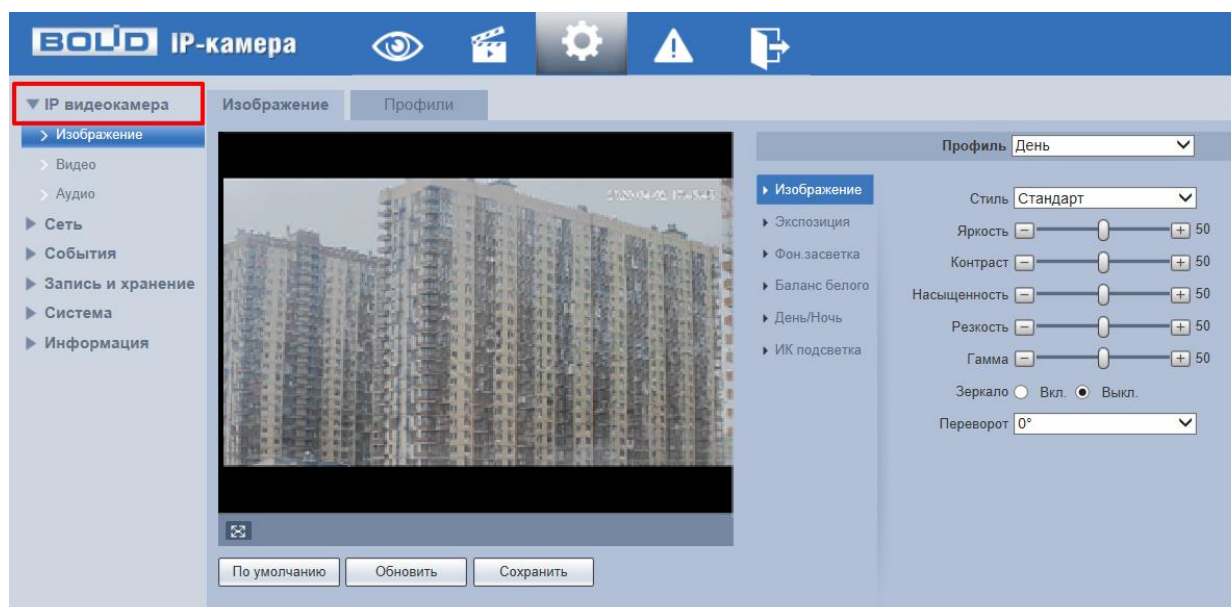 BOLID IP-камера
IP видеокамера
Изображение
Видео
Аудио
Сеть
События
Запись и хранение
Система
Информация
Изображение Профили
По умолчанию Обновить Сохранить
Изображение
Экспозиция
Фон.засветка
Баланс белого
День/Ночь
ИК подсветка
Профиль День
Стиль Стандарт
Яркость 50
Контраст 50
Насыщенность 50
Резкость 50
Гамма 50
Зеркало Вкл. Выкл.
Переворот 0°